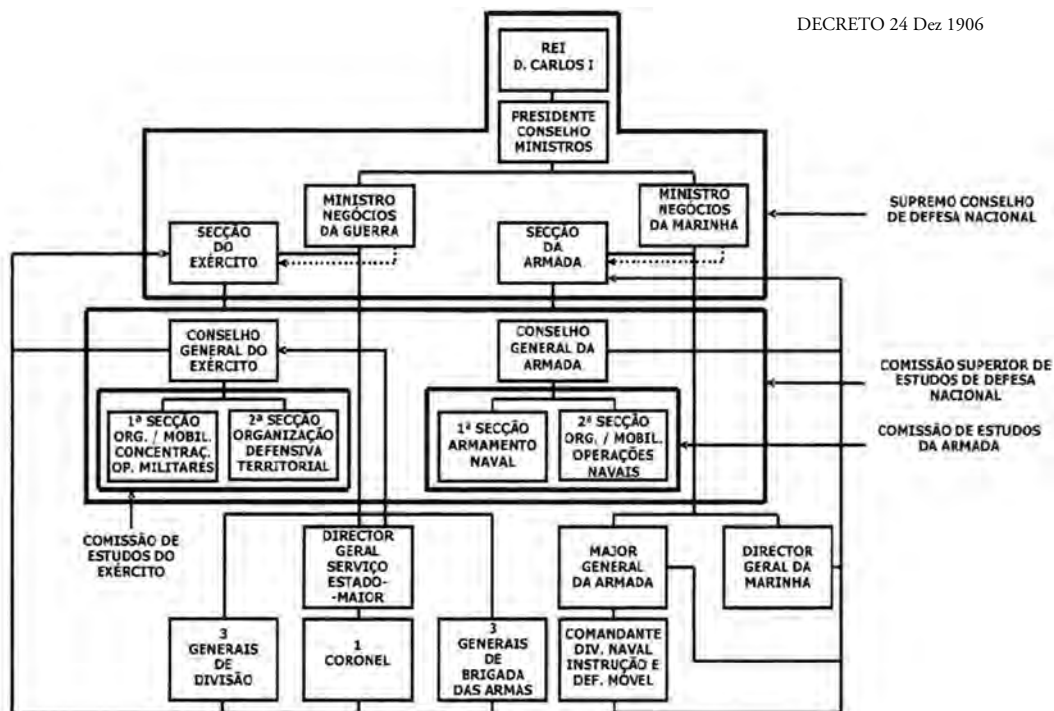 DECRETO 24 Dez 1906
REI
D. CARLOS I
PRESIDENTE
CONSELHO
MINISTROS
MINISTRO
NEGÓCIOS
DA GUERRA
MINISTRO
NEGÓCIOS
DA MARINHA
SUPREMO CONSELHO
DE DEFESA NACIONAL
SECÇÃO
DO
EXÉRCITO
SECÇÃO
DA
ARMADA
CONSELHO
GENERAL DO
EXÉRCITO
CONSELHO
GENERAL DA
ARMADA
COMISSÃO SUPERIOR DE
ESTUDOS DE DEFESA
NACIONAL
1ª SECÇÃO
ORG. / MOBIL.
CONCENTRAÇ.
OP. MILITARES
2ª SECÇÃO
ORGANIZAÇÃO
DEFENSIVA
TERRITORIAL
1ª SECÇÃO
ARMAMENTO
NAVAL
2ª SECÇÃO
ORG. / MOBIL.
OPERAÇÕES
NAVAIS
COMISSÃO DE ESTUDOS
DA ARMADA
COMISSÃO DE
ESTUDOS DO
EXÉRCITO
DIRECTOR
GERAL
SERVIÇO
ESTADO-
-MAIOR
MAJOR
GENERAL
DA ARMADA
DIRECTOR
GERAL DA
MARINHA
3
GENERAIS
DE
DIVISÃO
1
CORONEL
3
GENERAIS
DE
BRIGADA
DAS ARMAS
COMANDANTE
DIV. NAVAL
INSTRUÇÃO E
DEF. MÓVEL